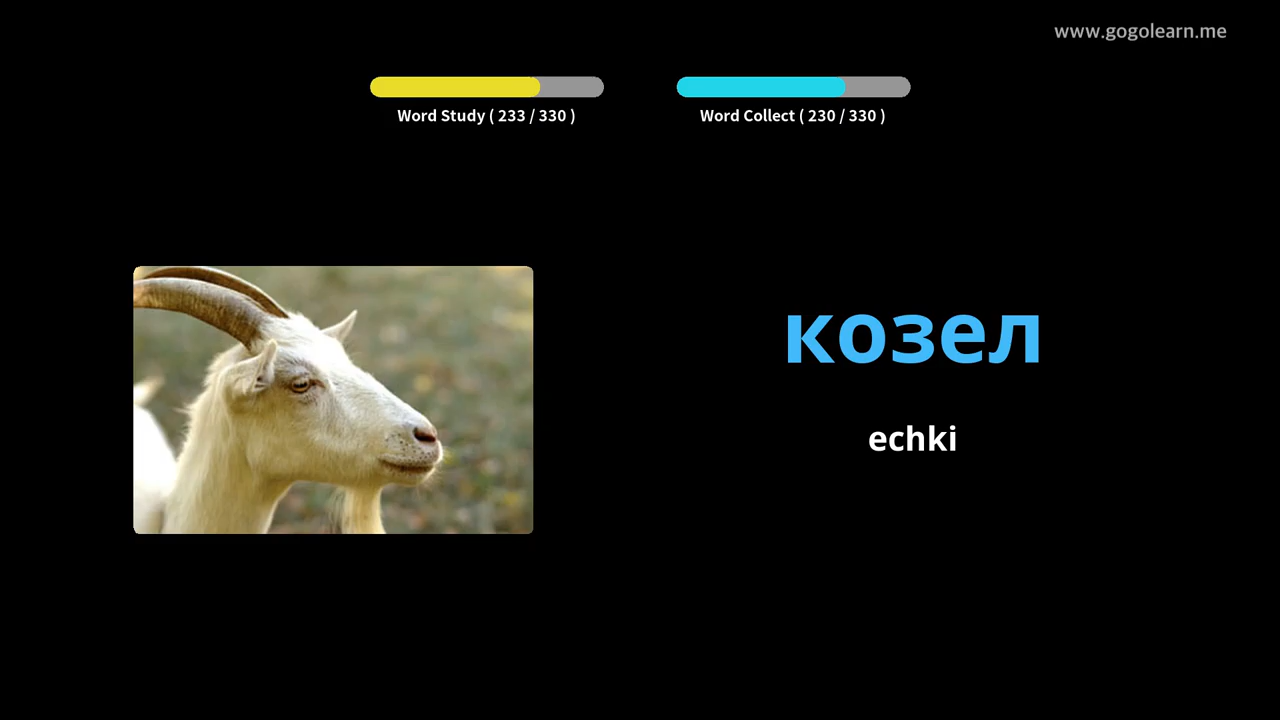 www.gogolearn.me
Word Study ( 233 / 330 )
Word Collect ( 230 / 330 )
козел
echki